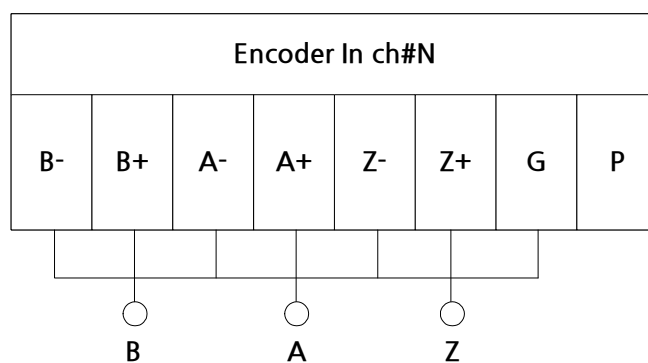 Encoder In ch#N
B- B+ A- A+ Z- Z+ G P
B A Z